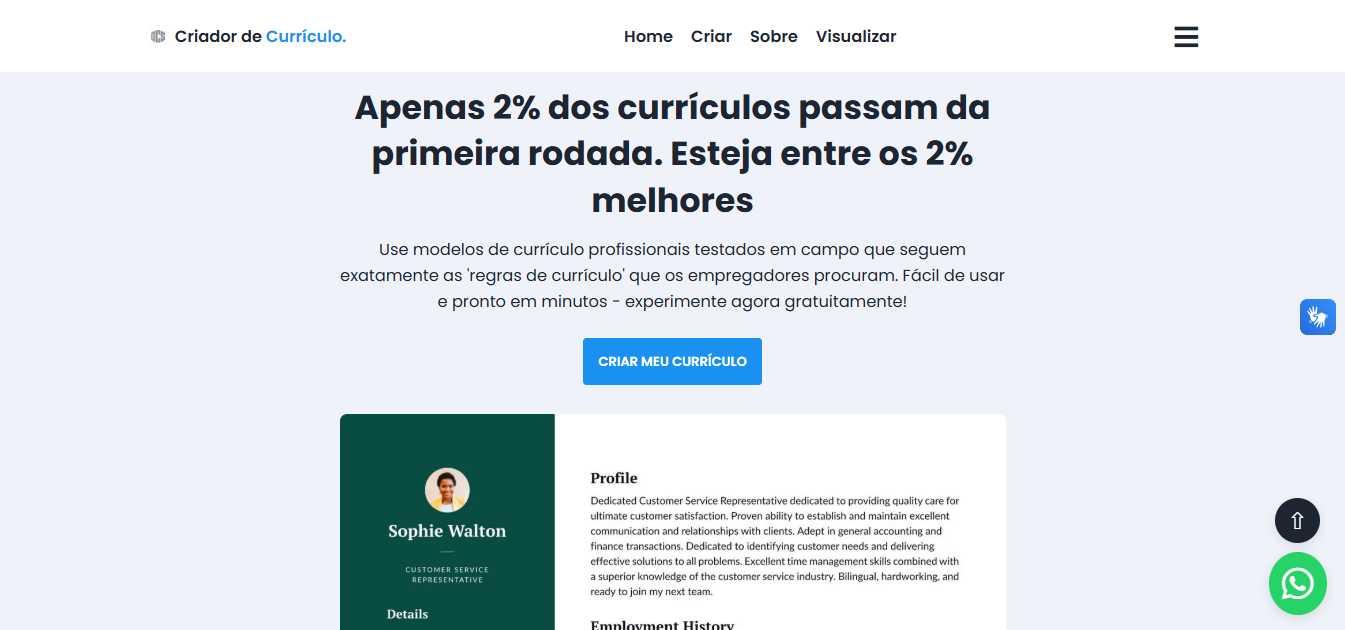 Criador de Currículo.
Home Criar Sobre Visualizar
Apenas 2% dos currículos passam da
primeira rodada. Esteja entre os 2%
melhores
Use modelos de currículo profissionais testados em campo que seguem
exatamente as 'regras de currículo' que os empregadores procuram. Fácil de usar
e pronto em minutos - experimente agora gratuitamente!
CRIAR MEU CURRÍCULO
Sophie Walton
CUSTOMER SERVICE
REPRESENTATIVE
Details
Profile
Dedicated Customer Service Representative dedicated to providing quality care for
ultimate customer satisfaction. Proven ability to establish and maintain excellent
communication and relationships with clients. Adept in general accounting and
finance transactions. Dedicated to identifying customer needs and delivering
effective solutions to all problems. Excellent time management skills combined with
a superior knowledge of the customer service industry. Bilingual, hardworking, and
ready to join my next team.
Employment History